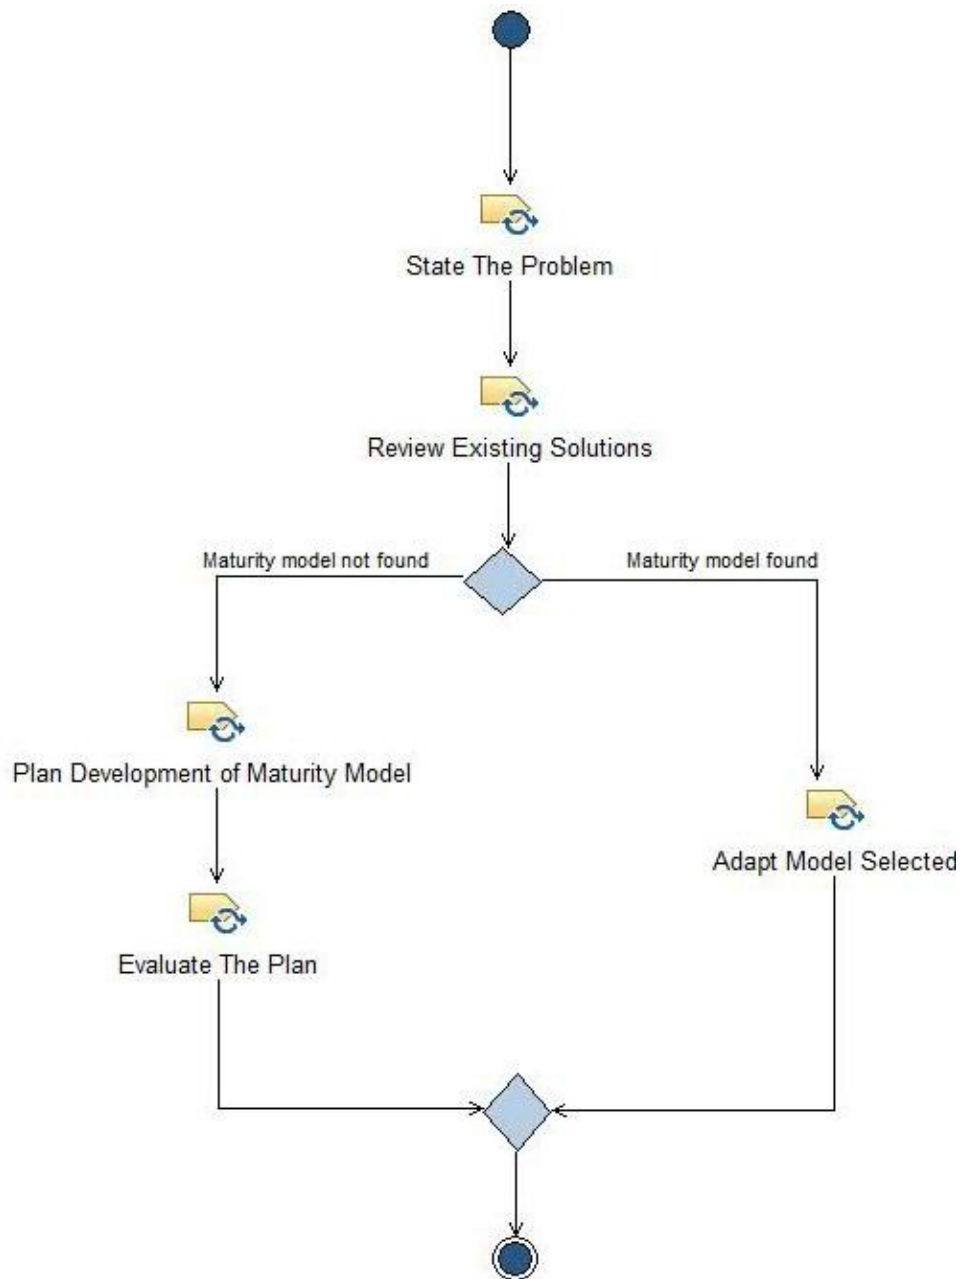 State The Problem
Review Existing Solutions
Maturity model not found
Maturity model found
Plan Development of Maturity Model
Adapt Model Selected
Evaluate The Plan